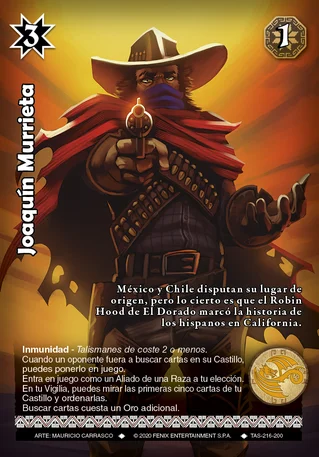 3
1
Joaquín Murrieta
México y Chile disputan su lugar de
origen, pero lo cierto es que el Robin
Hood de El Dorado marcó la historia de
los hispanos en California.
Inmunidad - Talismanes de coste 2 o menos.
Cuando un oponente fuera a buscar cartas en su Castillo,
puedes ponerlo en juego.
Entra en juego como un Aliado de una Raza a tu elección.
En tu Vigilia, puedes mirar las primeras cinco cartas de tu
Castillo y ordenarlas.
Buscar cartas cuesta un Oro adicional.
ARTE: MAURICIO CARRASCO ◆ © 2020 FENIX ENTERTAINMENT S.P.A. ◆ TAS-216-200